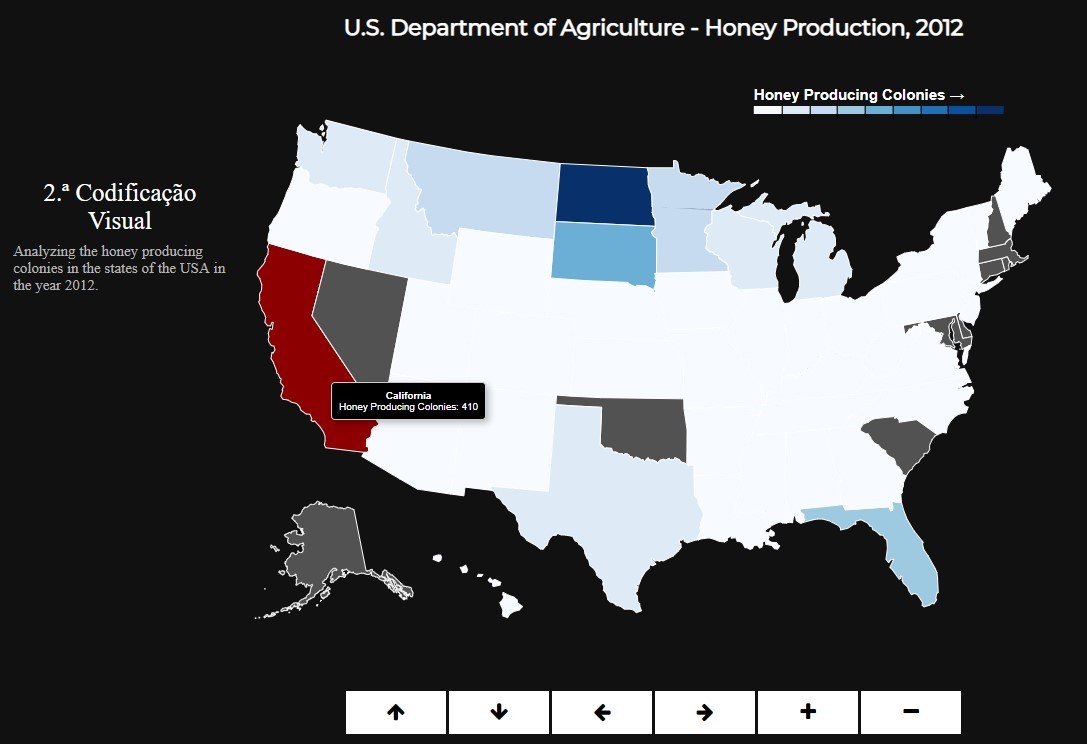 U.S. Department of Agriculture - Honey Production, 2012
Honey Producing Colonies →
2.ª Codificação
Visual
Analyzing the honey producing
colonies in the states of the USA in
the year 2012.
California
Honey Producing Colonies: 410